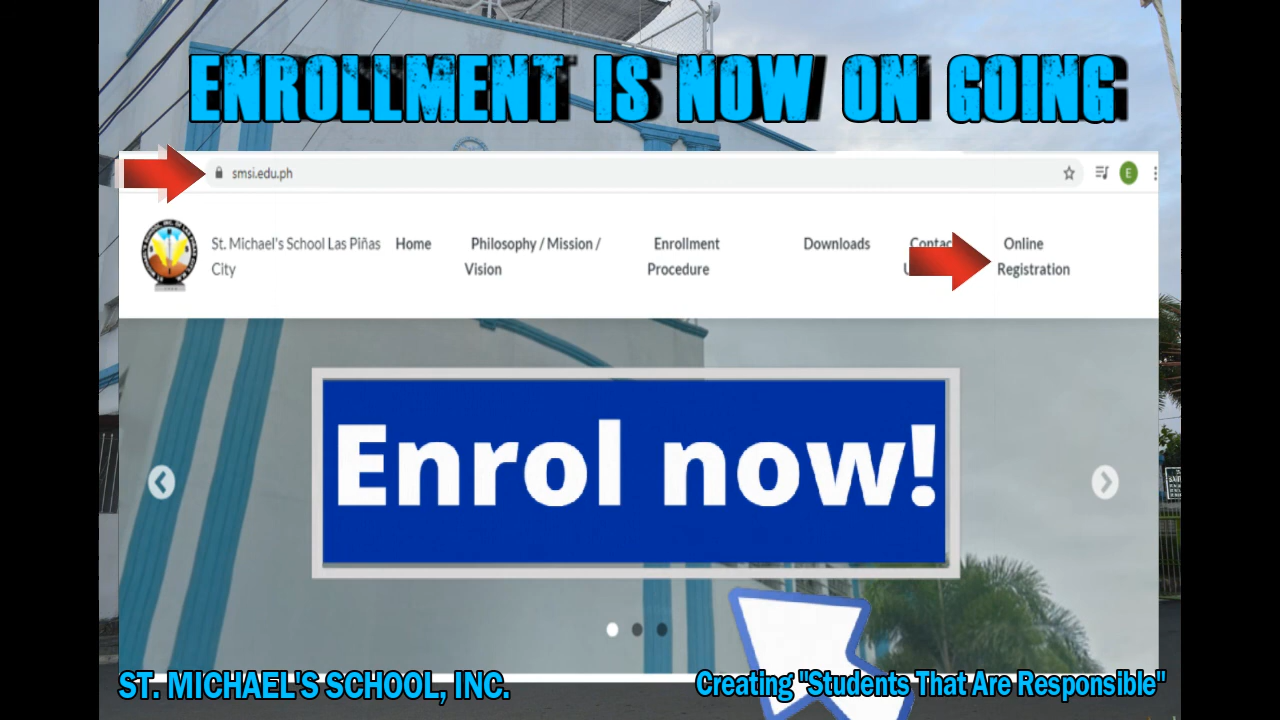 ENROLLMENT IS NOW ON GOING
smsi.edu.ph
E
St. Michael's School Las Piñas City
Home
Philosophy / Mission / Vision
Enrollment Procedure
Downloads
Online Registration
Enrol now!
ST. MICHAEL'S SCHOOL, INC.
Creating "Students That Are Responsible"